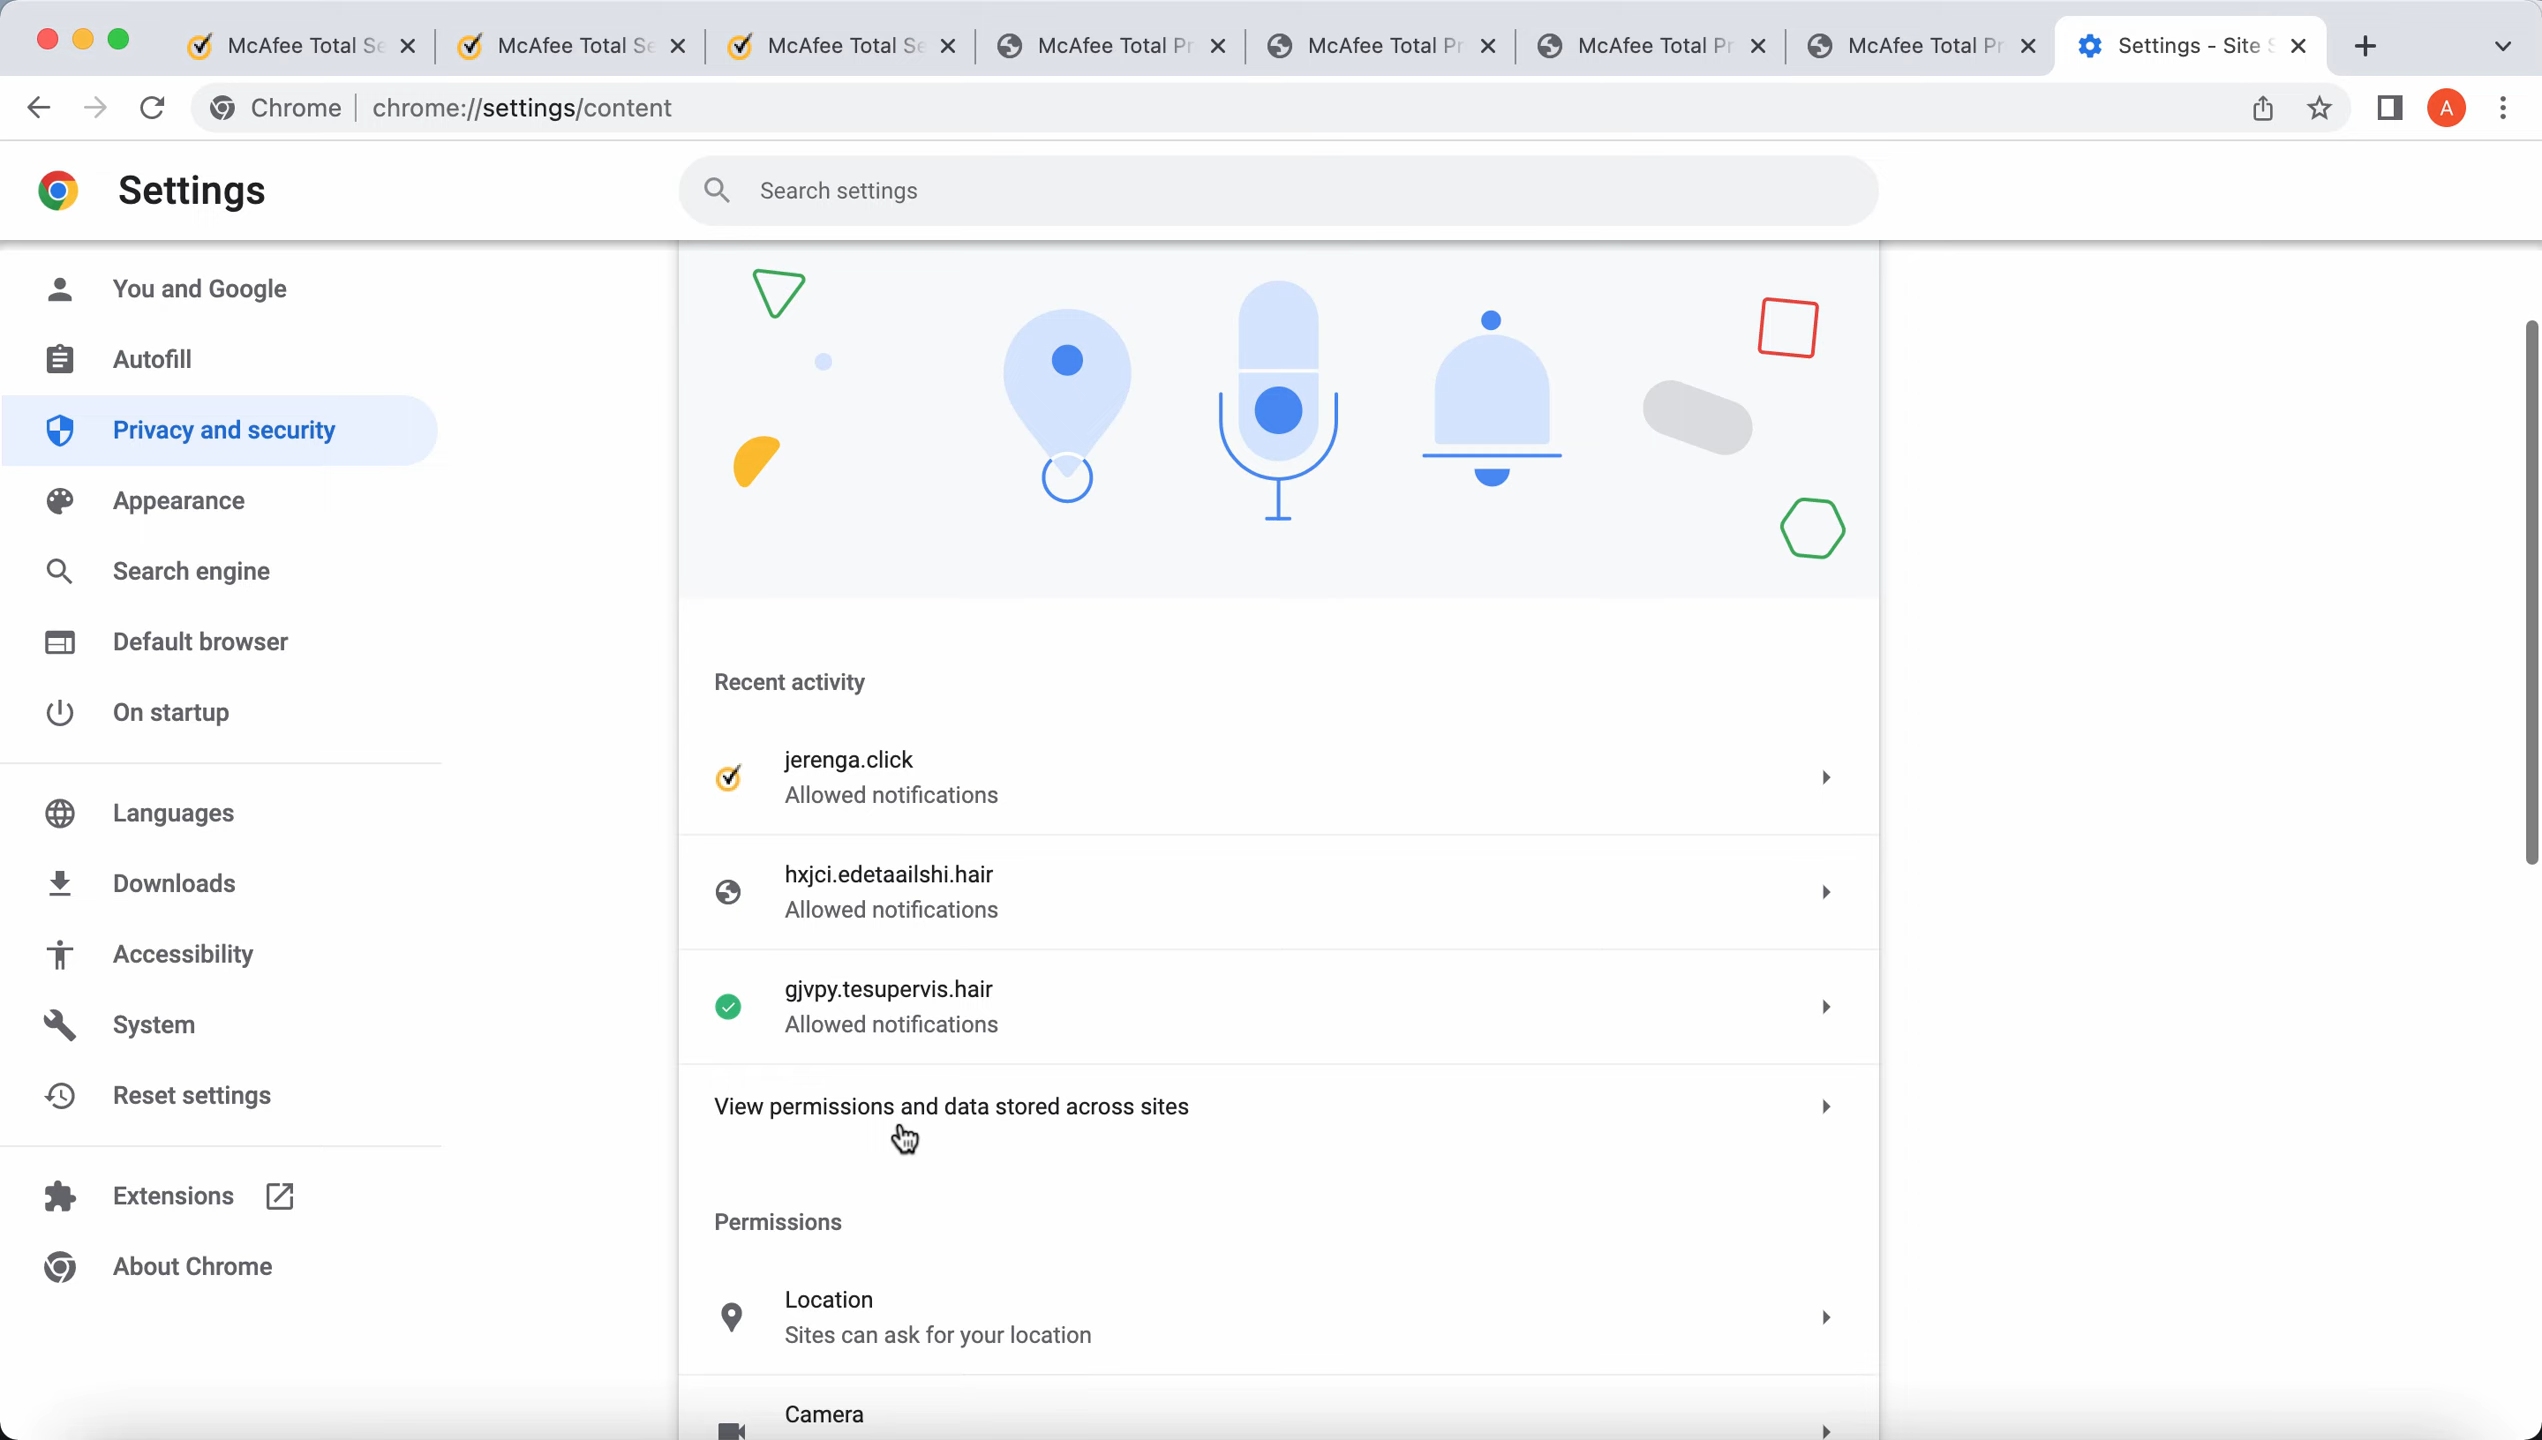 McAfee Total Se
McAfee Total Se
McAfee Total Se
McAfee Total Pr
McAfee Total Pr
McAfee Total Pr
McAfee Total Pr
Settings - Site S
Chrome
chrome://settings/content
A
Settings
Search settings
You and Google
Autofill
Privacy and security
Appearance
Search engine
Default browser
On startup
Languages
Downloads
Accessibility
System
Reset settings
Extensions
About Chrome
Recent activity
jerenga.click
Allowed notifications
hxjci.edetaailshi.hair
Allowed notifications
gjvpy.tesupervis.hair
Allowed notifications
View permissions and data stored across sites
Permissions
Location
Sites can ask for your location
Camera